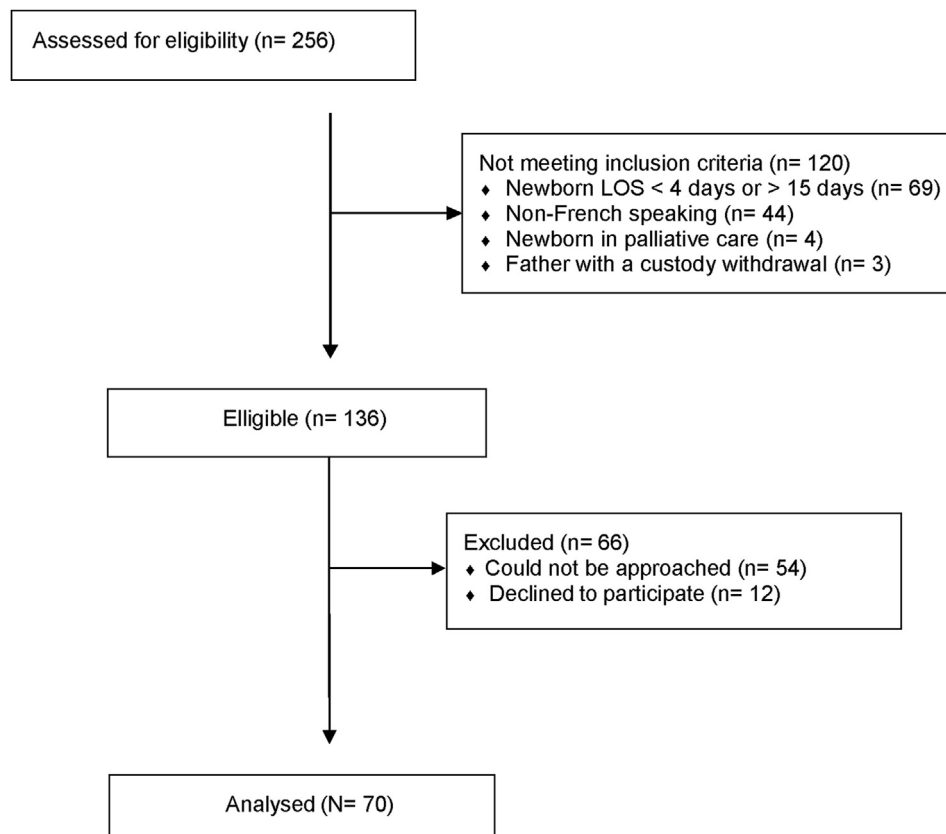 Assessed for eligibility (n= 256)
Not meeting inclusion criteria (n= 120)
♦ Newborn LOS < 4 days or > 15 days (n= 69)
♦ Non-French speaking (n= 44)
♦ Newborn in palliative care (n= 4)
♦ Father with a custody withdrawal (n= 3)
Elligible (n= 136)
Excluded (n= 66)
♦ Could not be approached (n= 54)
♦ Declined to participate (n= 12)
Analysed (N= 70)